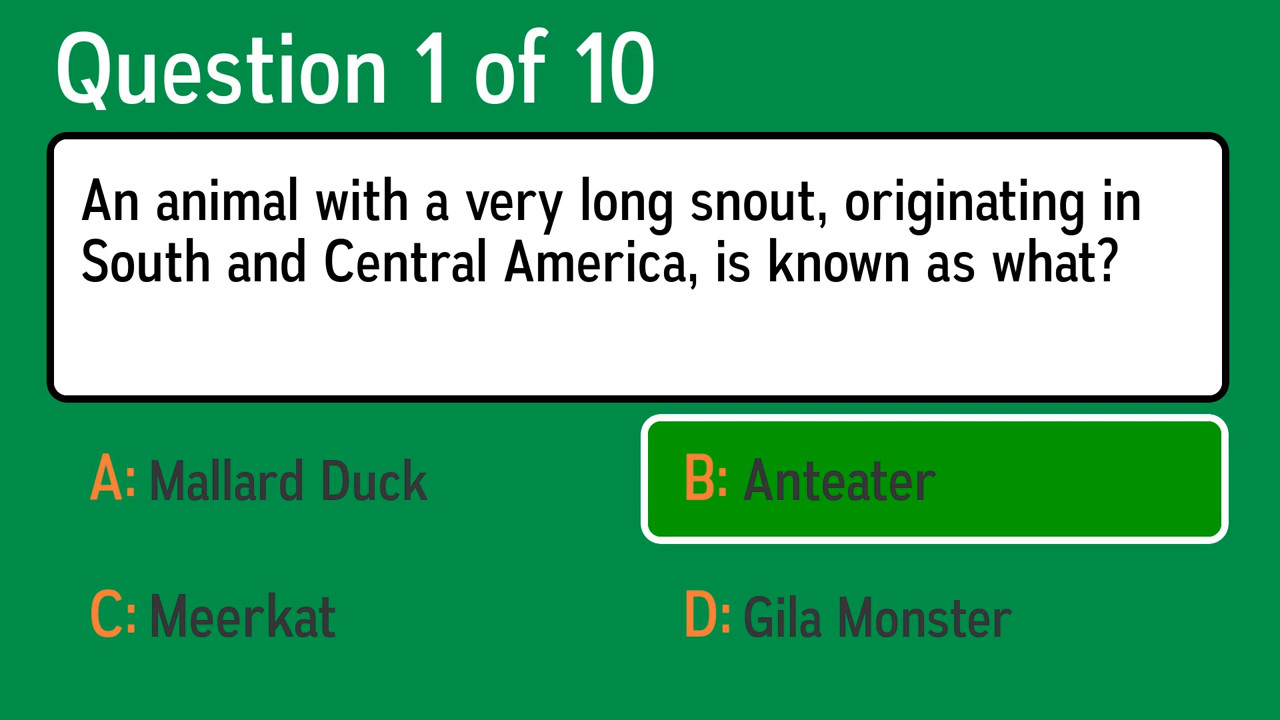 Question 1 of 10
An animal with a very long snout, originating in
South and Central America, is known as what?
A: Mallard Duck
B: Anteater
C: Meerkat
D: Gila Monster